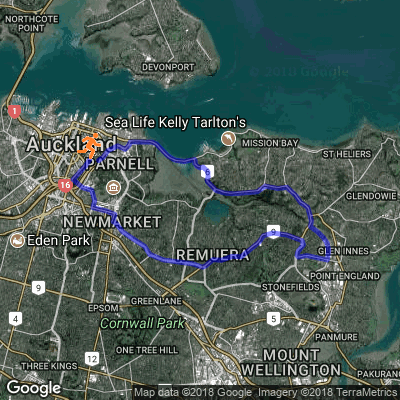 NORTHCOTE
POINT
DEVONPORT
© 2018 Google
1
Sea Life Kelly Tarlton's
Auckland
MISSION BAY
PARNELL
ST HELIERS
6
16
GLENDOWIE
NEWMARKET
Eden Park
9
REMUERA
GLEN INNES
POINT ENGLAND
9
STONEFIELDS
GREENLANE
EPSOM
4
Cornwall Park
5
PANMURE
ONE TREE HILL
12
MOUNT
WELLINGTON
THREE KINGS
PAKURANG
Google
Map data ©2018 Google Imagery ©2018 TerraMetrics